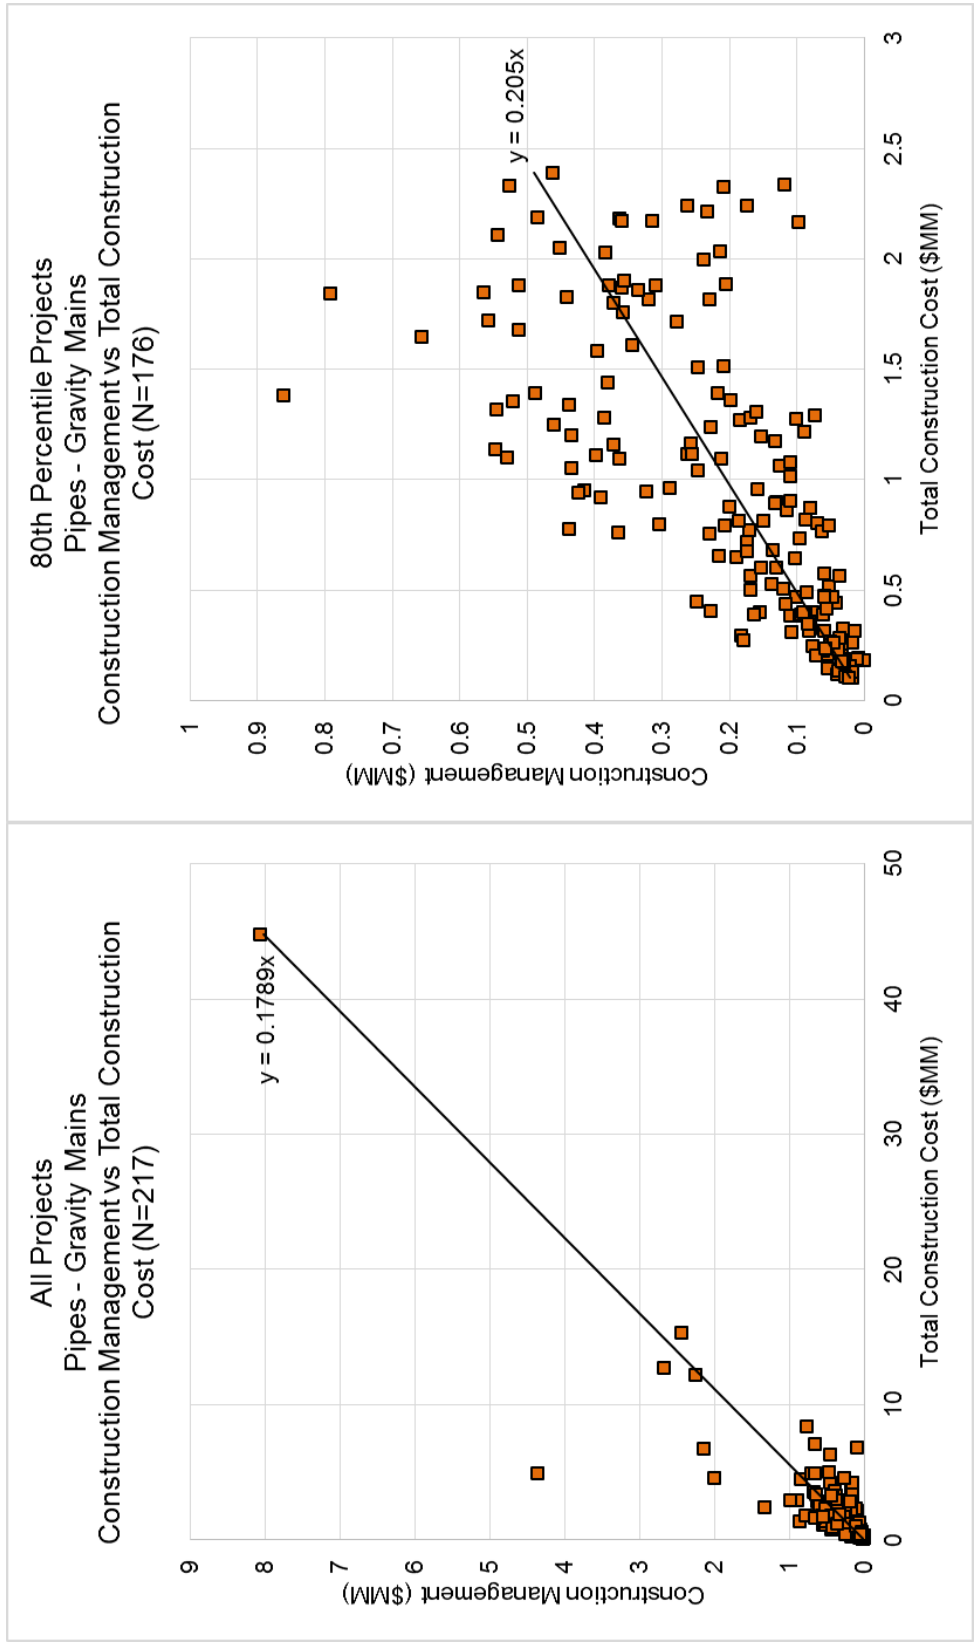 All Projects
Pipes - Gravity Mains
Construction Management vs Total Construction
Cost (N=217)
Construction Management ($MM)
9
8
7
6
5
4
3
2
1
0
y = 0.1789x
0
10
20
30
40
50
Total Construction Cost ($MM)
80th Percentile Projects
Pipes - Gravity Mains
Construction Management vs Total Construction
Cost (N=176)
Construction Management ($MM)
1
0.9
0.8
0.7
0.6
0.5
0.4
0.3
0.2
0.1
0
y = 0.205x
0
0.5
1
1.5
2
2.5
3
Total Construction Cost ($MM)